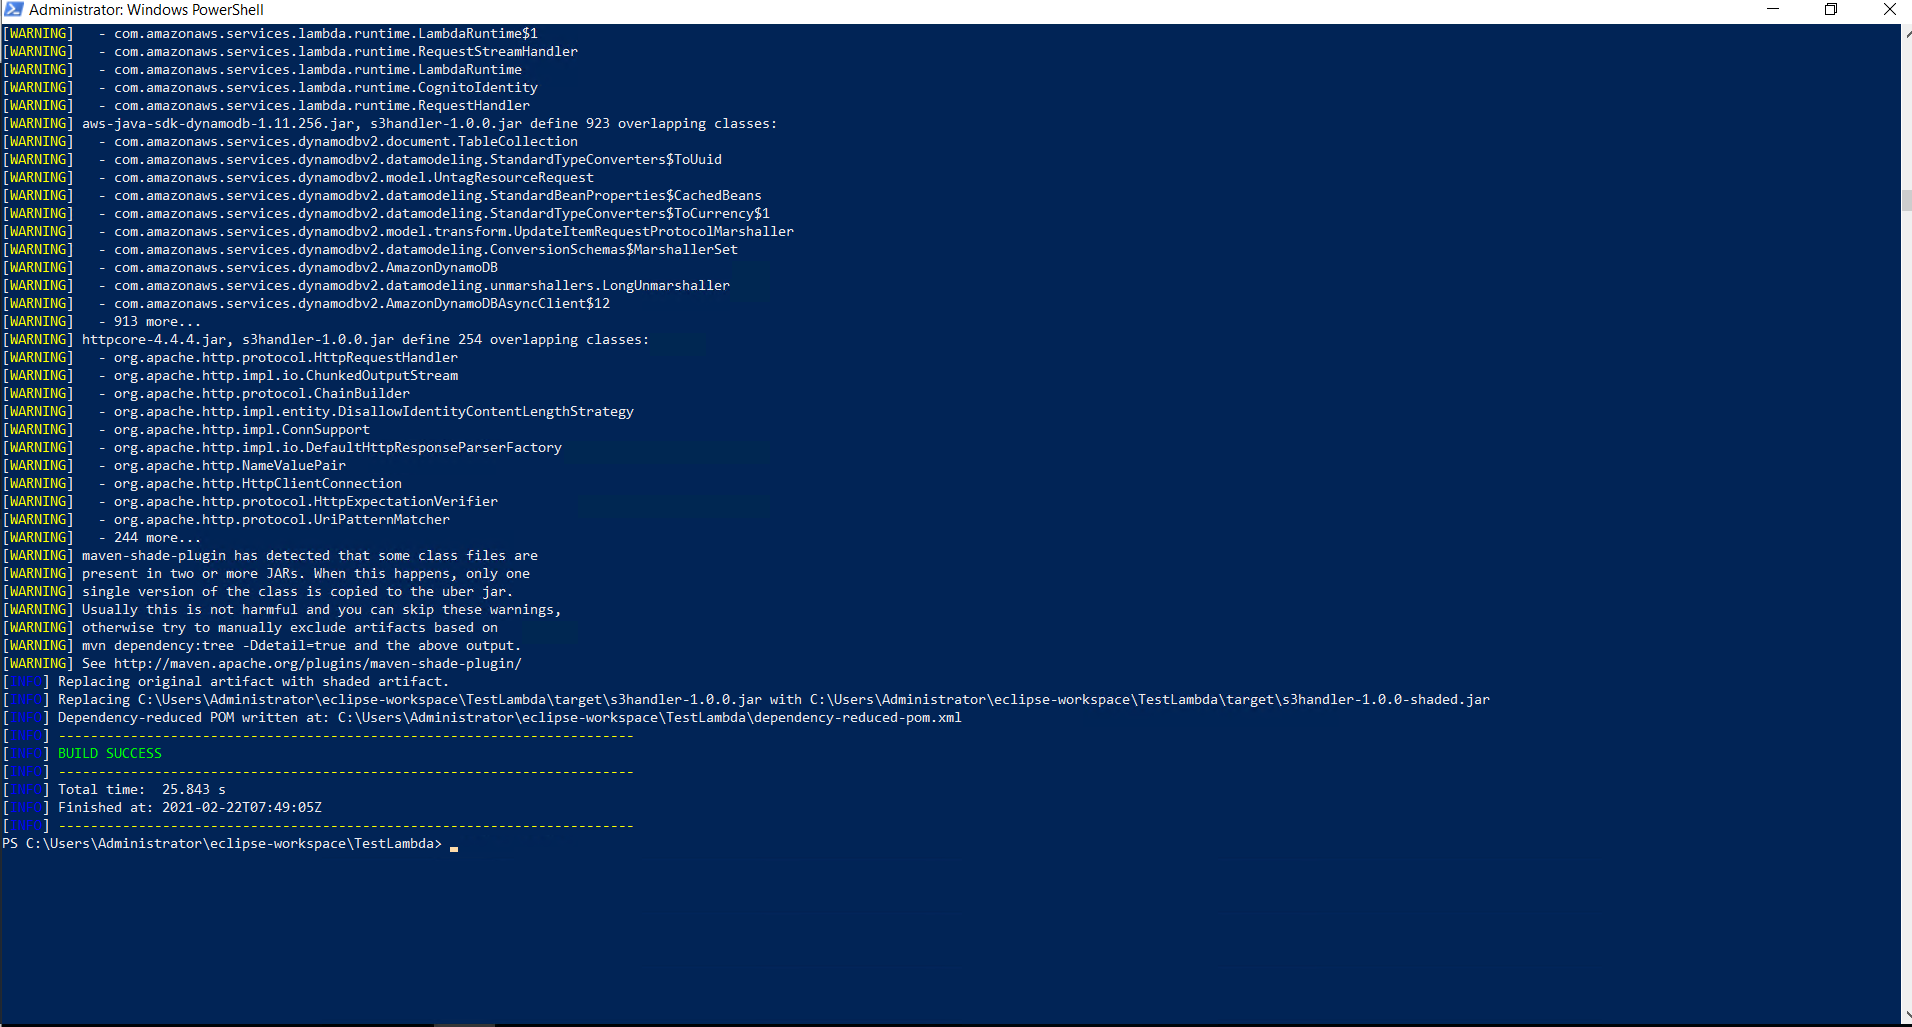 Administrator: Windows PowerShell
[WARNING]   - com.amazonaws.services.lambda.runtime.LambdaRuntime$1
[WARNING]   - com.amazonaws.services.lambda.runtime.RequestStreamHandler
[WARNING]   - com.amazonaws.services.lambda.runtime.LambdaRuntime
[WARNING]   - com.amazonaws.services.lambda.runtime.CognitoIdentity
[WARNING]   - com.amazonaws.services.lambda.runtime.RequestHandler
[WARNING] aws-java-sdk-dynamodb-1.11.256.jar, s3handler-1.0.0.jar define 923 overlapping classes:
[WARNING]   - com.amazonaws.services.dynamodbv2.document.TableCollection
[WARNING]   - com.amazonaws.services.dynamodbv2.datamodeling.StandardTypeConverters$ToUuid
[WARNING]   - com.amazonaws.services.dynamodbv2.model.UntagResourceRequest
[WARNING]   - com.amazonaws.services.dynamodbv2.datamodeling.StandardBeanProperties$CachedBeans
[WARNING]   - com.amazonaws.services.dynamodbv2.datamodeling.StandardTypeConverters$ToCurrency$1
[WARNING]   - com.amazonaws.services.dynamodbv2.model.transform.UpdateItemRequestProtocolMarshaller
[WARNING]   - com.amazonaws.services.dynamodbv2.datamodeling.ConversionSchemas$MarshallerSet
[WARNING]   - com.amazonaws.services.dynamodbv2.AmazonDynamoDB
[WARNING]   - com.amazonaws.services.dynamodbv2.datamodeling.unmarshallers.LongUnmarshaller
[WARNING]   - com.amazonaws.services.dynamodbv2.AmazonDynamoDBAsyncClient$12
[WARNING]   - 913 more...
[WARNING] httpcore-4.4.4.jar, s3handler-1.0.0.jar define 254 overlapping classes:
[WARNING]   - org.apache.http.protocol.HttpRequestHandler
[WARNING]   - org.apache.http.impl.io.ChunkedOutputStream
[WARNING]   - org.apache.http.protocol.ChainBuilder
[WARNING]   - org.apache.http.impl.entity.DisallowIdentityContentLengthStrategy
[WARNING]   - org.apache.http.impl.ConnSupport
[WARNING]   - org.apache.http.impl.io.DefaultHttpResponseParserFactory
[WARNING]   - org.apache.http.NameValuePair
[WARNING]   - org.apache.http.HttpClientConnection
[WARNING]   - org.apache.http.protocol.HttpExpectationVerifier
[WARNING]   - org.apache.http.protocol.UriPatternMatcher
[WARNING]   - 244 more...
[WARNING] maven-shade-plugin has detected that some class files are
[WARNING] present in two or more JARs. When this happens, only one
[WARNING] single version of the class is copied to the uber jar.
[WARNING] Usually this is not harmful and you can skip these warnings,
[WARNING] otherwise try to manually exclude artifacts based on
[WARNING] mvn dependency:tree -Ddetail=true and the above output.
[WARNING] See http://maven.apache.org/plugins/maven-shade-plugin/
[INFO] Replacing original artifact with shaded artifact.
[INFO] Replacing C:\Users\Administrator\eclipse-workspace\TestLambda\target\s3handler-1.0.0.jar with C:\Users\Administrator\eclipse-workspace\TestLambda\target\s3handler-1.0.0-shaded.jar
[INFO] Dependency-reduced POM written at: C:\Users\Administrator\eclipse-workspace\TestLambda\dependency-reduced-pom.xml
[INFO] ------------------------------------------------------------------------
[INFO] BUILD SUCCESS
[INFO] ------------------------------------------------------------------------
[INFO] Total time:  25.843 s
[INFO] Finished at: 2021-02-22T07:49:05Z
[INFO] ------------------------------------------------------------------------
PS C:\Users\Administrator\eclipse-workspace\TestLambda>